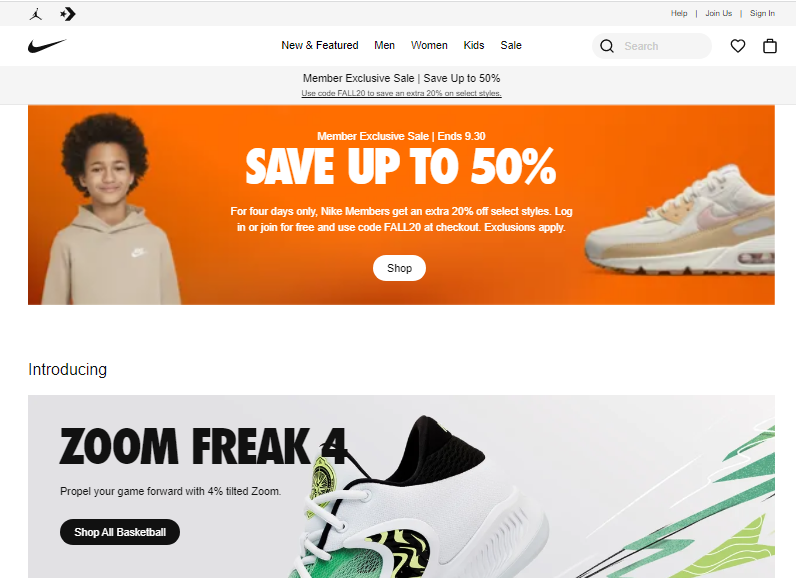 Help | Join Us | Sign In
New & Featured Men Women Kids Sale
Search
Member Exclusive Sale | Save Up to 50%
Use code FALL20 to save an extra 20% on select styles.
Member Exclusive Sale | Ends 9.30
SAVE UP TO 50%
For four days only, Nike Members get an extra 20% off select styles. Log
in or join for free and use code FALL20 at checkout. Exclusions apply.
Shop
Introducing
ZOOM FREAK 4
Propel your game forward with 4% tilted Zoom.
Shop All Basketball